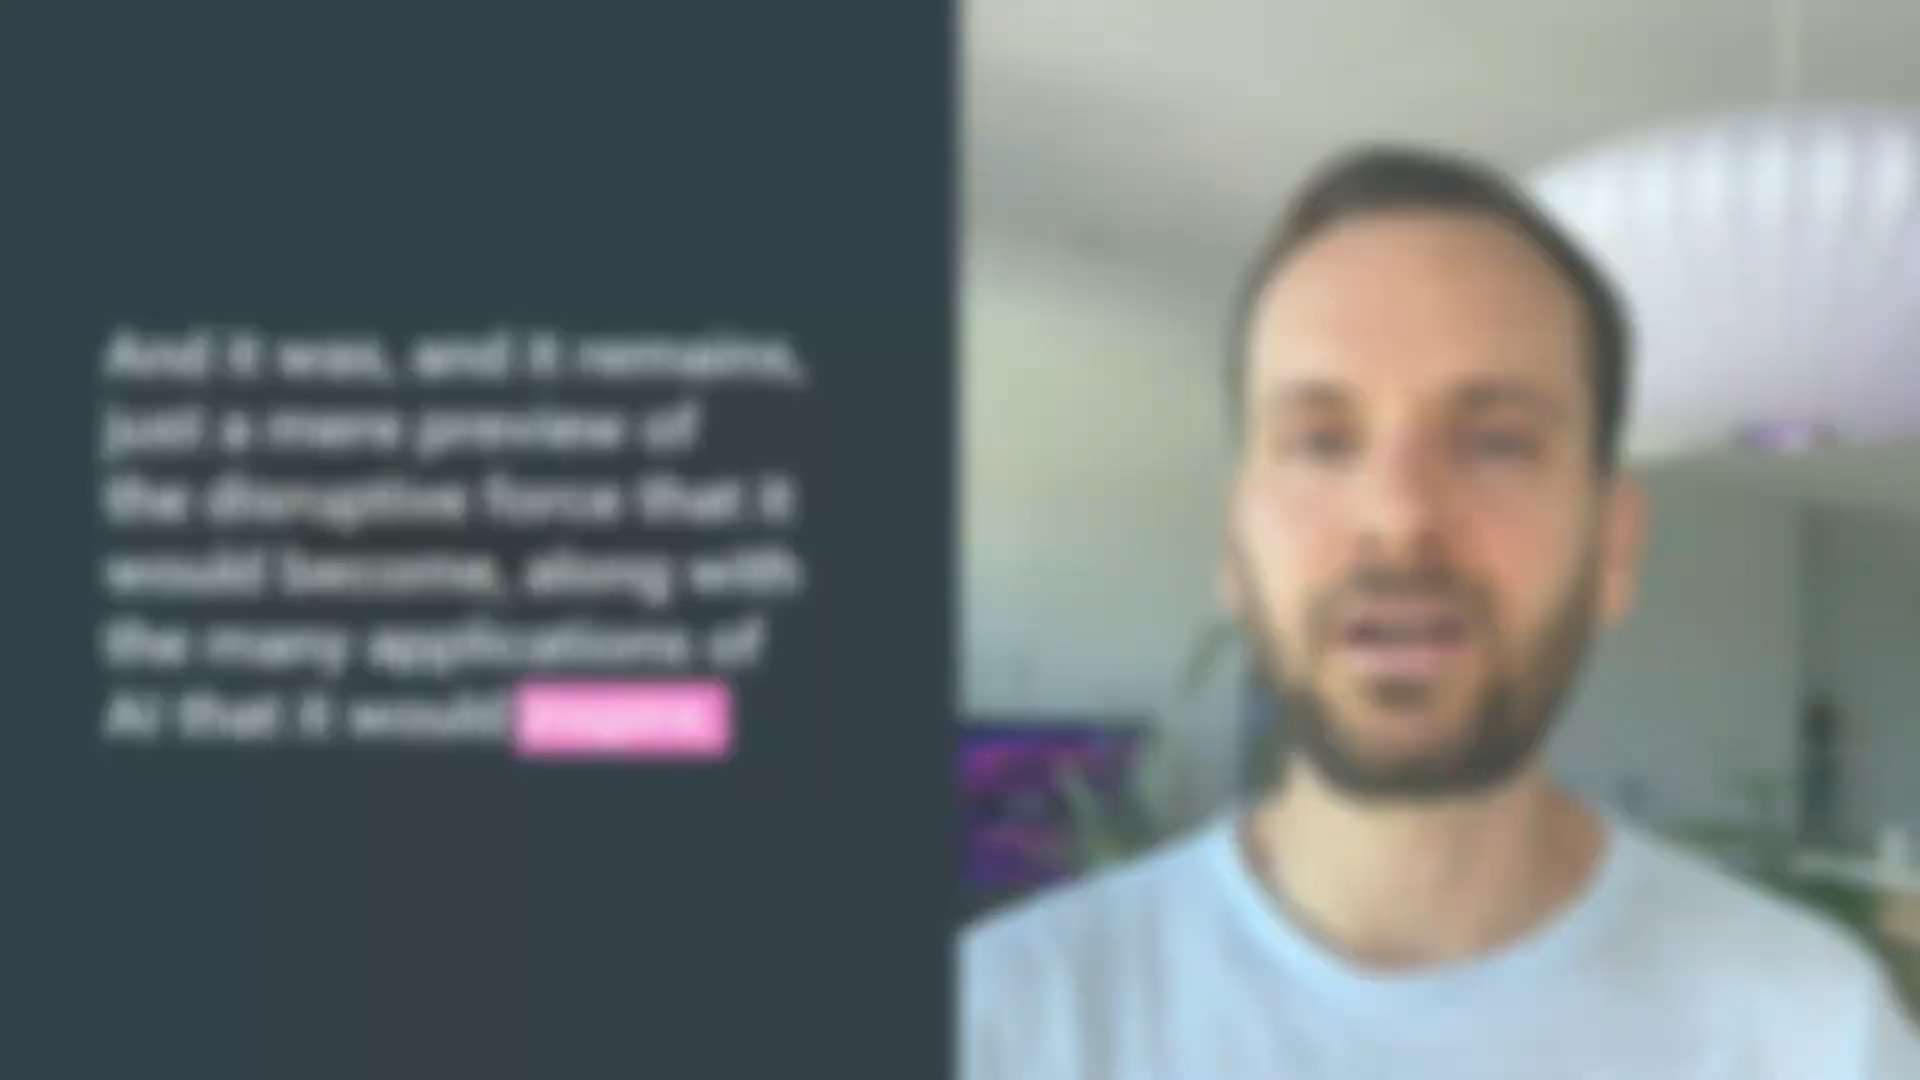 And it was, and it remains,
just a mere preview of
the disruptive force that it
would become, along with
the many applications of
AI that it would